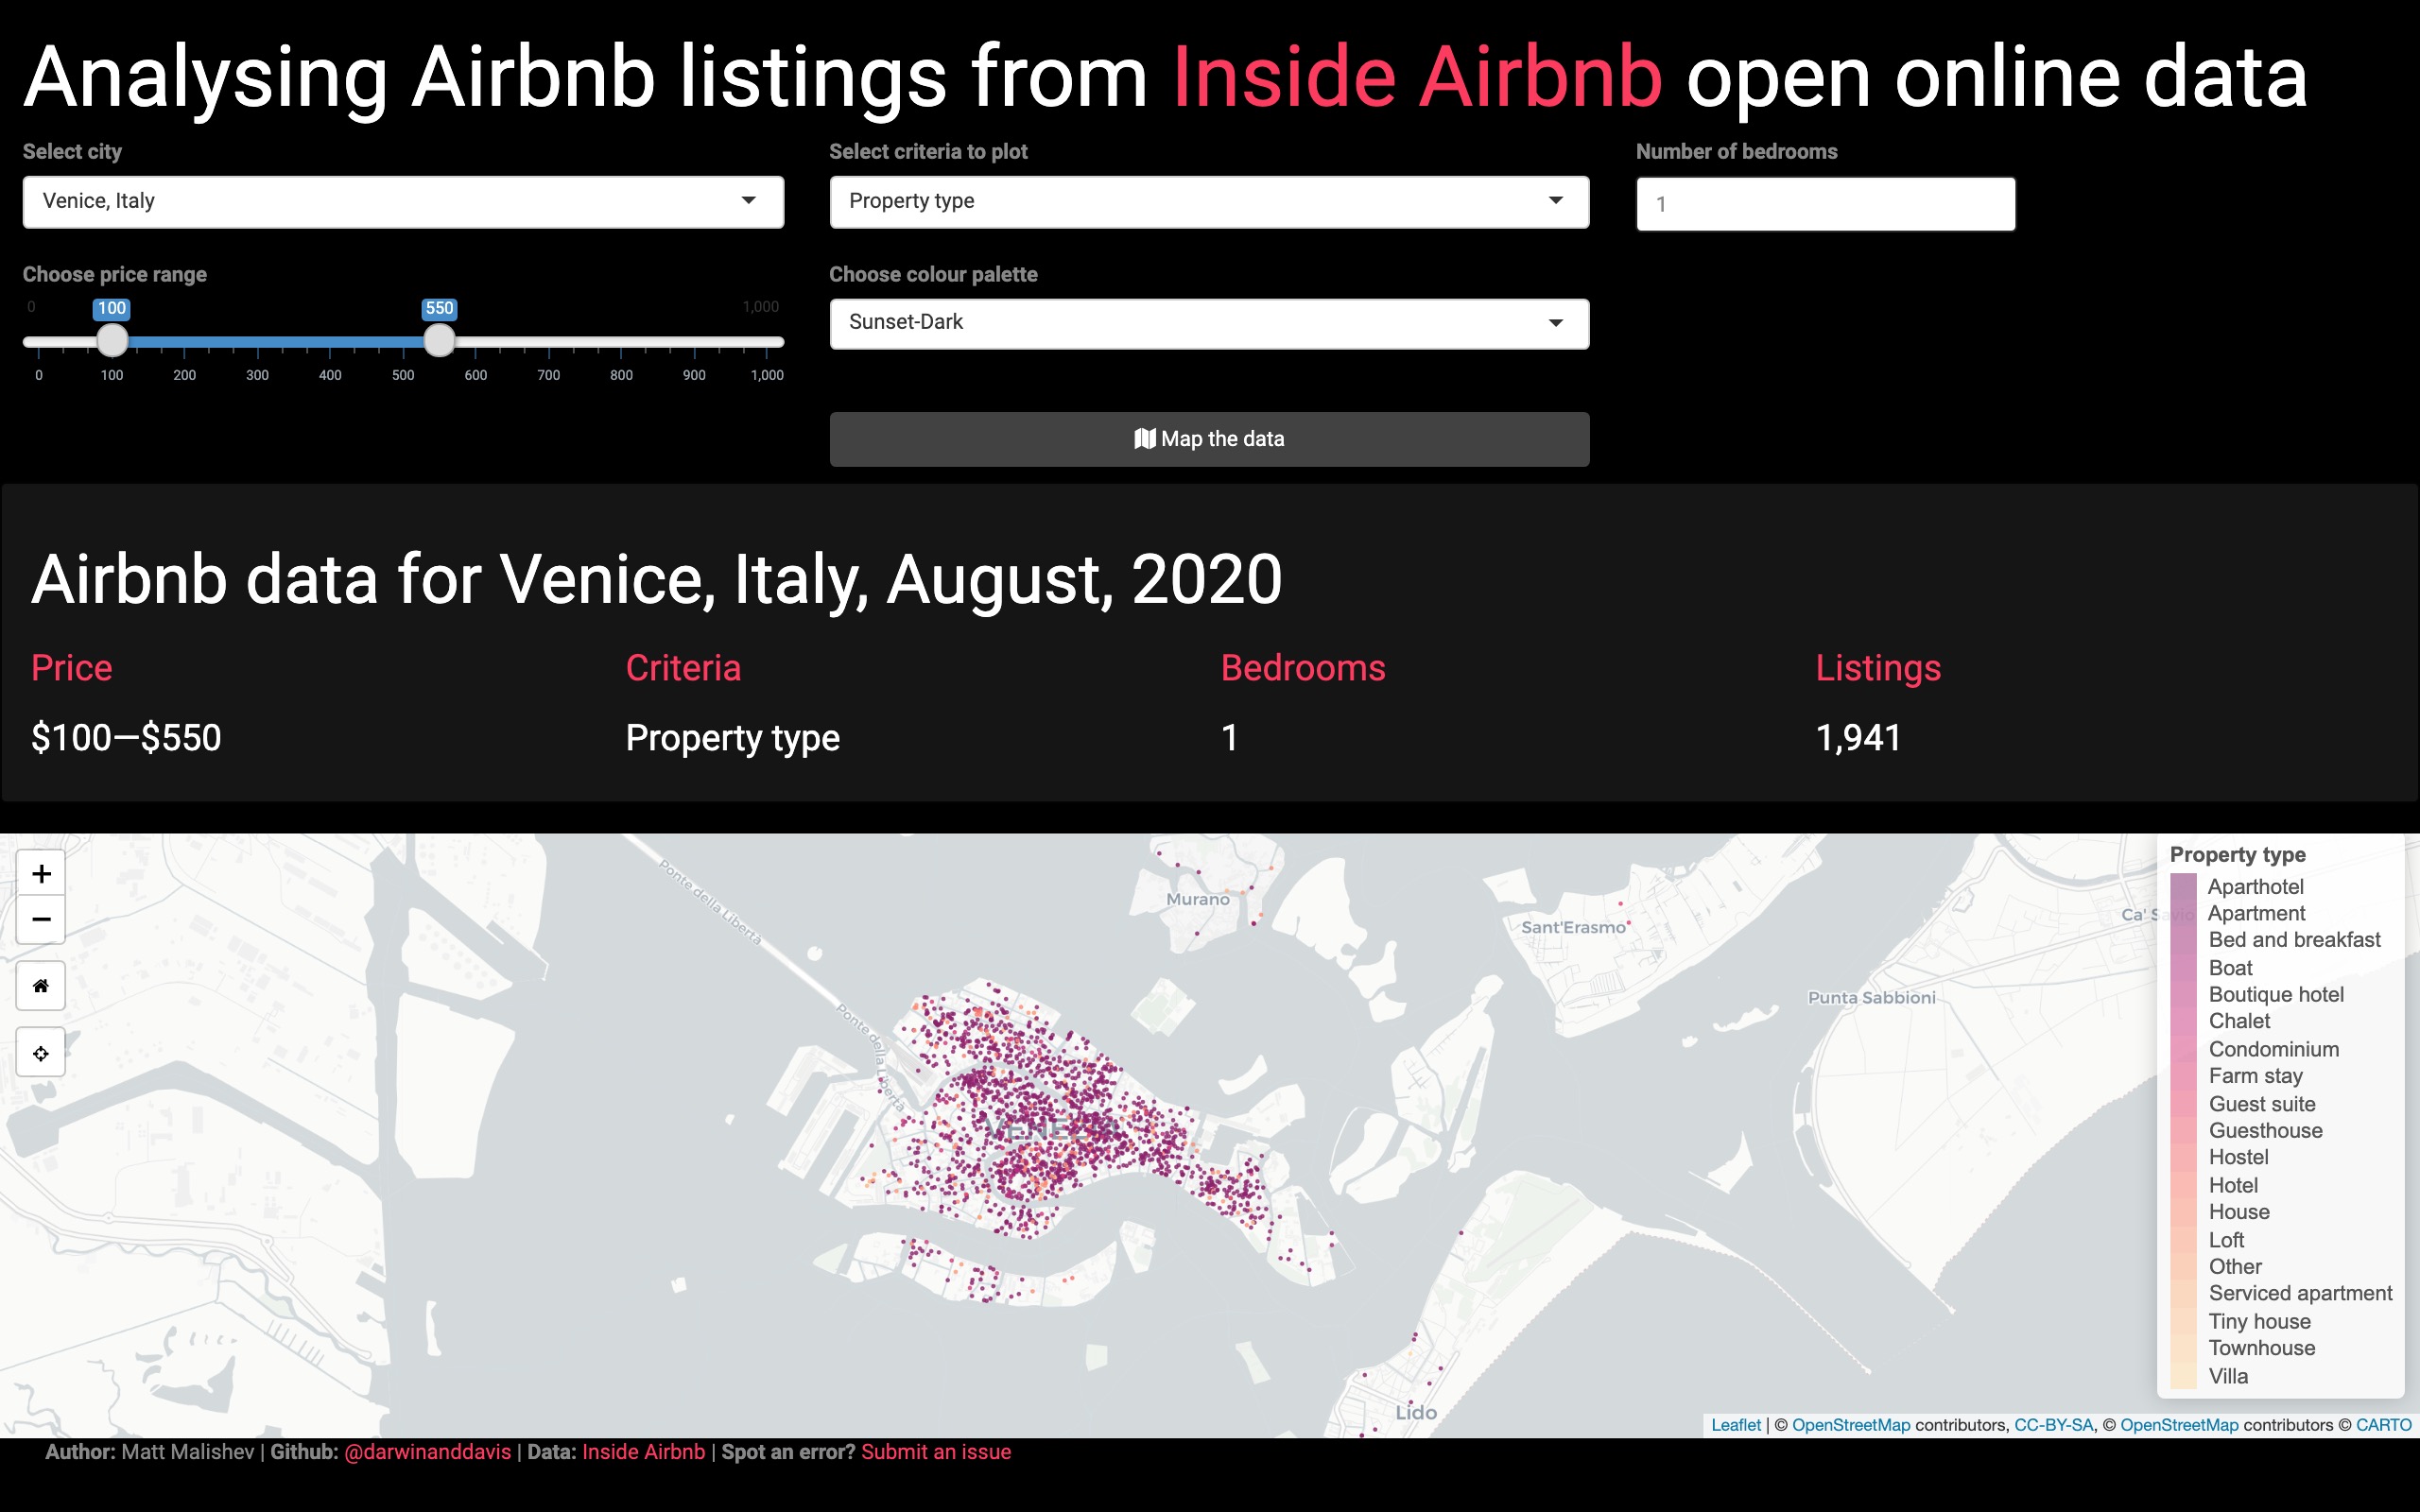 Analysing Airbnb listings from Inside Airbnb open online data
Select city
Select criteria to plot
Number of bedrooms
Venice, Italy
Property type
1
Choose price range
Choose colour palette
0
100
550
1,000
Sunset-Dark
0 100 200 300 400 500 600 700 800 900 1,000
Map the data
Airbnb data for Venice, Italy, August, 2020
Price
Criteria
Bedrooms
Listings
$100—$550
Property type
1
1,941
+
−
Ponte della Libertà
Ponte della Libertà
Murano
Sant'Erasmo
Punta Sabbioni
Lido
Property type
Aparthotel
Apartment
Bed and breakfast
Boat
Boutique hotel
Chalet
Condominium
Farm stay
Guest suite
Guesthouse
Hostel
Hotel
House
Loft
Other
Serviced apartment
Tiny house
Townhouse
Villa
Leaflet | © OpenStreetMap contributors, CC-BY-SA, © OpenStreetMap contributors © CARTO
Author: Matt Malishev | Github: @darwinanddavis | Data: Inside Airbnb | Spot an error? Submit an issue